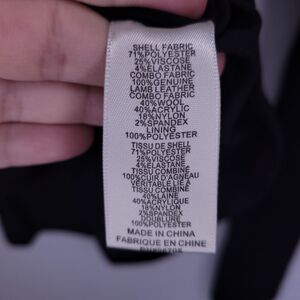 SHELL FABRIC
71%POLYESTER
25%VISCOSE
4%ELASTANE
COMBO FABRIC
100%GENUINE
LAMB LEATHER
COMBO FABRIC
40%WOOL
40%ACRYLIC
18%NYLON
2%SPANDEX
LINING
100%POLYESTER
TISSU DE SHELL
71%POLYESTER
25%VISCOSE
4%ELASTANE
TISSU COMBINÉ
100%CUIR D'AGNEAU
VÉRITABLE LIE À
TISSU COMBINÉ
40%LAINE
40%ACRYLIQUE
18%NYLON
2%SPANDEX
DOUBLURE
100%POLYESTER
MADE IN CHINA
FABRIQUE EN CHINE